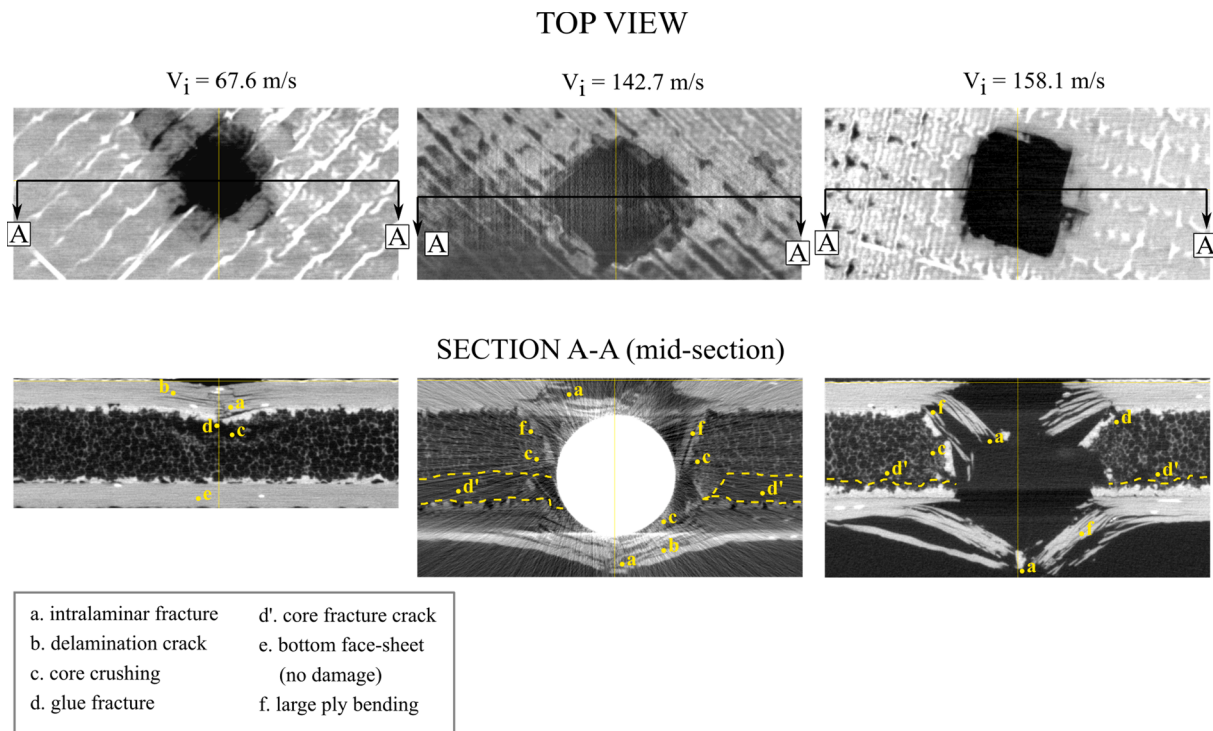 TOP VIEW
Vi = 67.6 m/s
Vi = 142.7 m/s
Vi = 158.1 m/s
A
A
A
A
A
A
SECTION A-A (mid-section)
b
a
d
c
e
a
f
f
c
c
d'
d'
c
h
a
f
d
a
c
d'
d'
f
a
a. intralaminar fracture
b. delamination crack
c. core crushing
d. glue fracture
d'. core fracture crack
e. bottom face-sheet
(no damage)
f. large ply bending